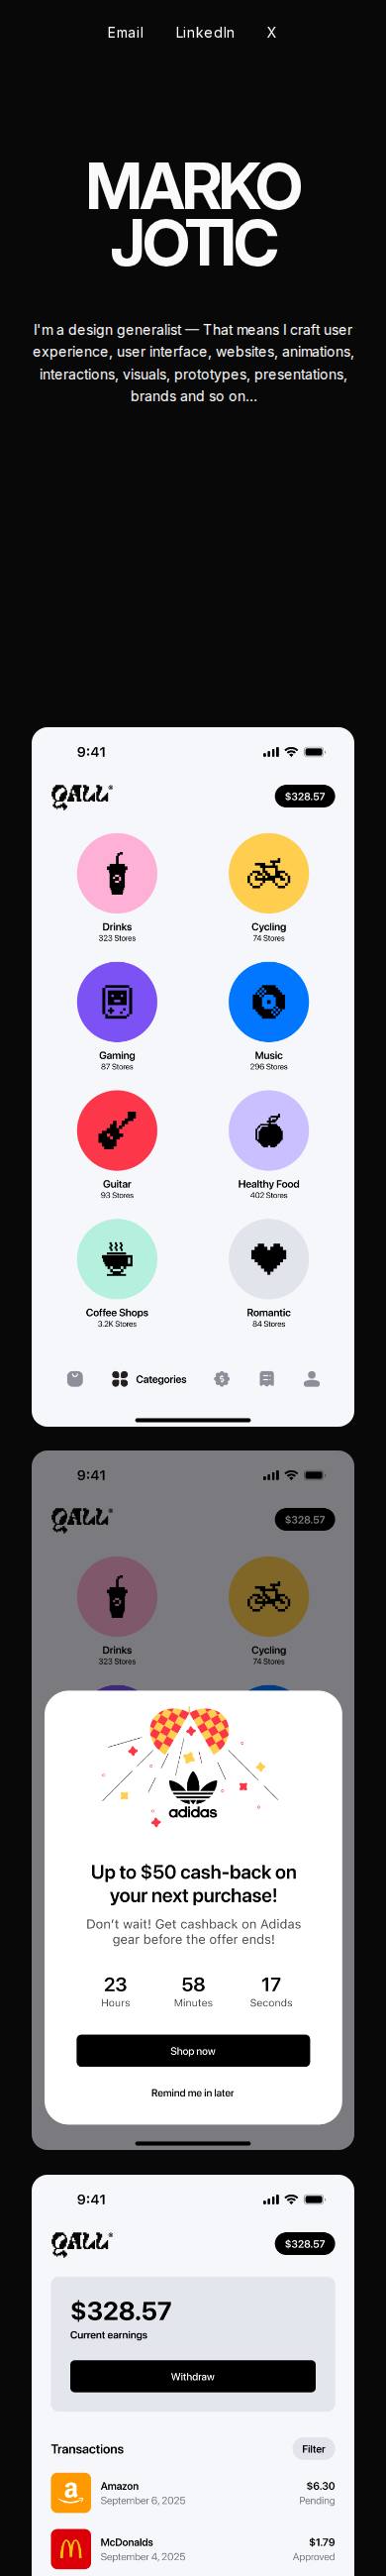 Email LinkedIn X
MARKO
JOTIC
I'm a design generalist — That means I craft user
experience, user interface, websites, animations,
interactions, visuals, prototypes, presentations,
brands and so on...
9:41
$328.57
Drinks Cycling
323 Stores 74 Stores
Gaming Music
87 Stores 296 Stores
Guitar Healthy Food
93 Stores 402 Stores
Coffee Shops Romantic
3.2K Stores 84 Stores
Categories
9:41
$328.57
Drinks Cycling
323 Stores 74 Stores
adidas
Up to $50 cash-back on
your next purchase!
Don't wait! Get cashback on Adidas
gear before the offer ends!
23 58 17
Hours Minutes Seconds
Shop now
Remind me in later
9:41
$328.57
$328.57
Current earnings
Withdraw
Transactions Filter
Amazon $6.30
September 6, 2025 Pending
McDonalds $1.79
September 4, 2025 Approved